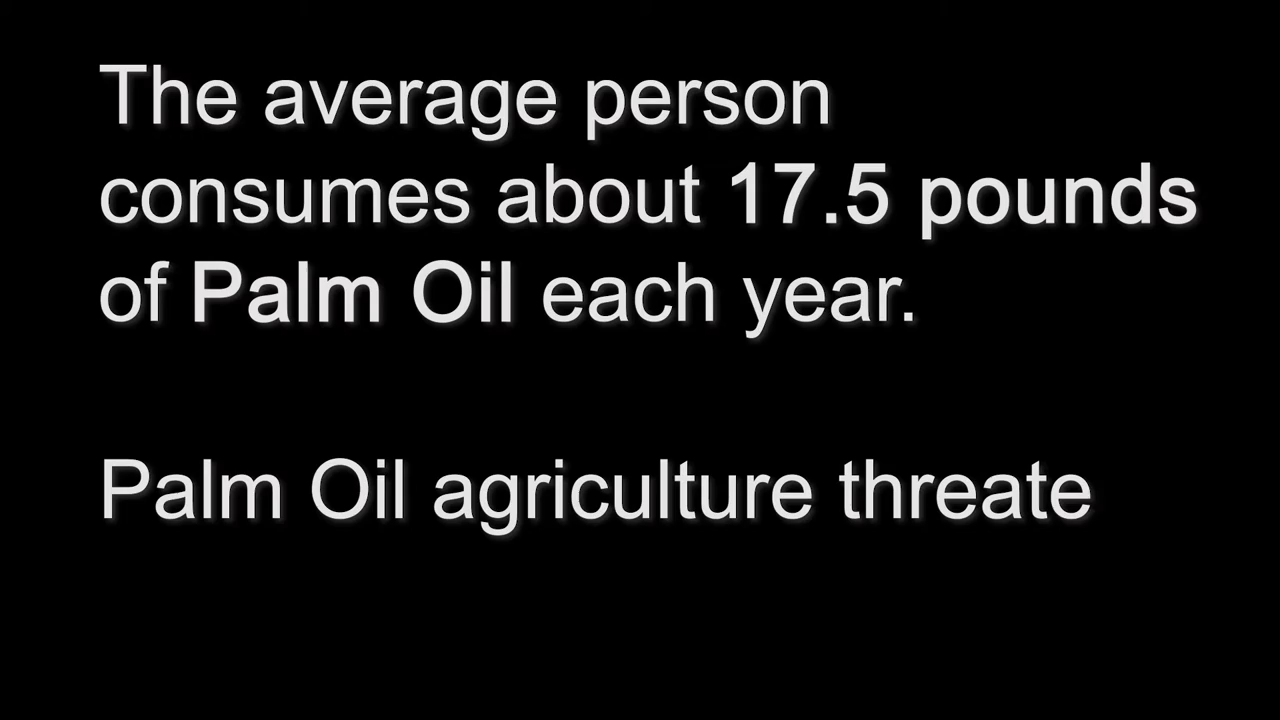 The average person
consumes about 17.5 pounds
of Palm Oil each year.
Palm Oil agriculture threate